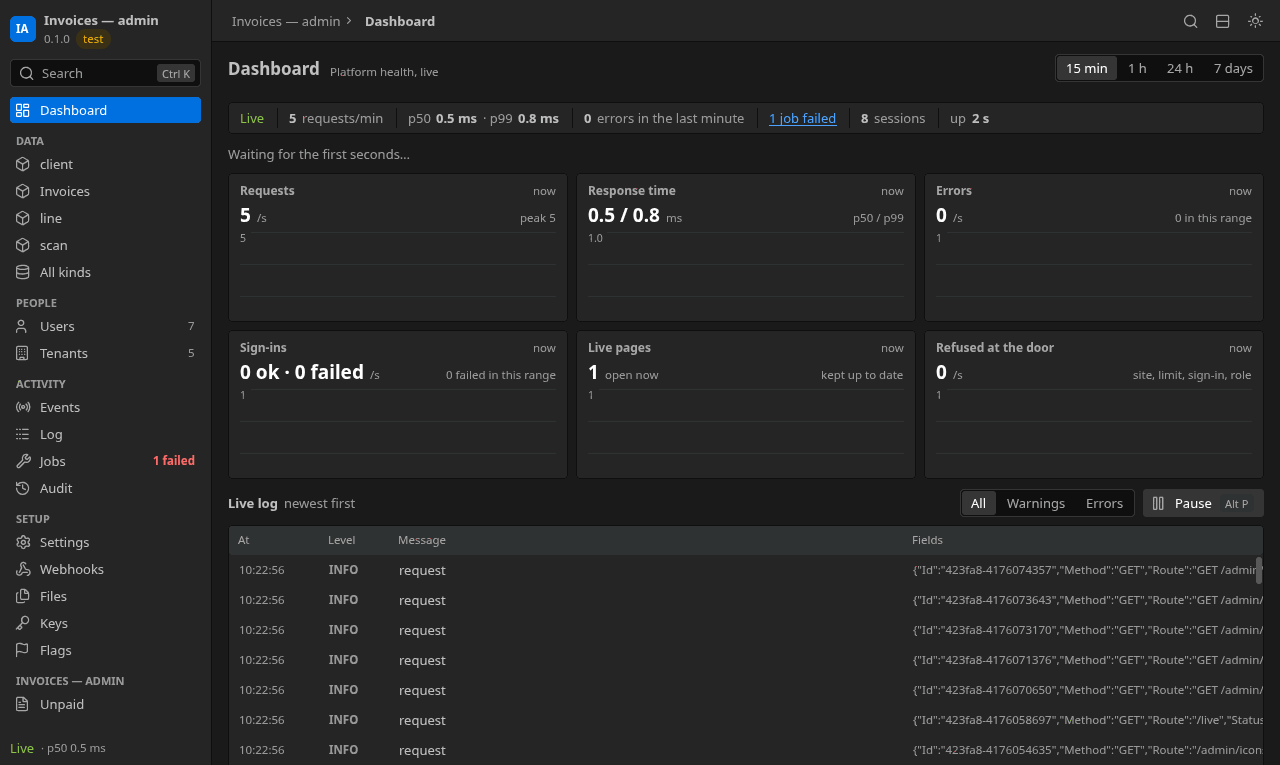 IA
Invoices — admin
0.1.0 test
Search Ctrl K
Dashboard
DATA
client
Invoices
line
scan
All kinds
PEOPLE
Users 7
Tenants 5
ACTIVITY
Events
Log
Jobs 1 failed
Audit
SETUP
Settings
Webhooks
Files
Keys
Flags
INVOICES — ADMIN
Unpaid
Live · p50 0.5 ms
Invoices — admin › Dashboard
Dashboard Platform health, live
15 min 1 h 24 h 7 days
Live 5 requests/min p50 0.5 ms · p99 0.8 ms 0 errors in the last minute 1 job failed 8 sessions up 2 s
Waiting for the first seconds...
Requests now
5 /s peak 5
5
Response time now
0.5 / 0.8 ms p50 / p99
1.0
Errors now
0 /s 0 in this range
1
Sign-ins now
0 ok · 0 failed /s 0 failed in this range
1
Live pages now
1 open now kept up to date
1
Refused at the door now
0 /s site, limit, sign-in, role
1
Live log newest first
All Warnings Errors Pause Alt P
At Level Message Fields
10:22:56 INFO request {"Id":"423fa8-4176074357","Method":"GET","Route":"GET /admin/
10:22:56 INFO request {"Id":"423fa8-4176073643","Method":"GET","Route":"GET /admin/
10:22:56 INFO request {"Id":"423fa8-4176073170","Method":"GET","Route":"GET /admin/
10:22:56 INFO request {"Id":"423fa8-4176071376","Method":"GET","Route":"GET /admin/
10:22:56 INFO request {"Id":"423fa8-4176070650","Method":"GET","Route":"GET /admin/
10:22:56 INFO request {"Id":"423fa8-4176058697","Method":"GET","Route":"/live","Status
10:22:56 INFO request {"Id":"423fa8-4176054635","Method":"GET","Route":"/admin/icon